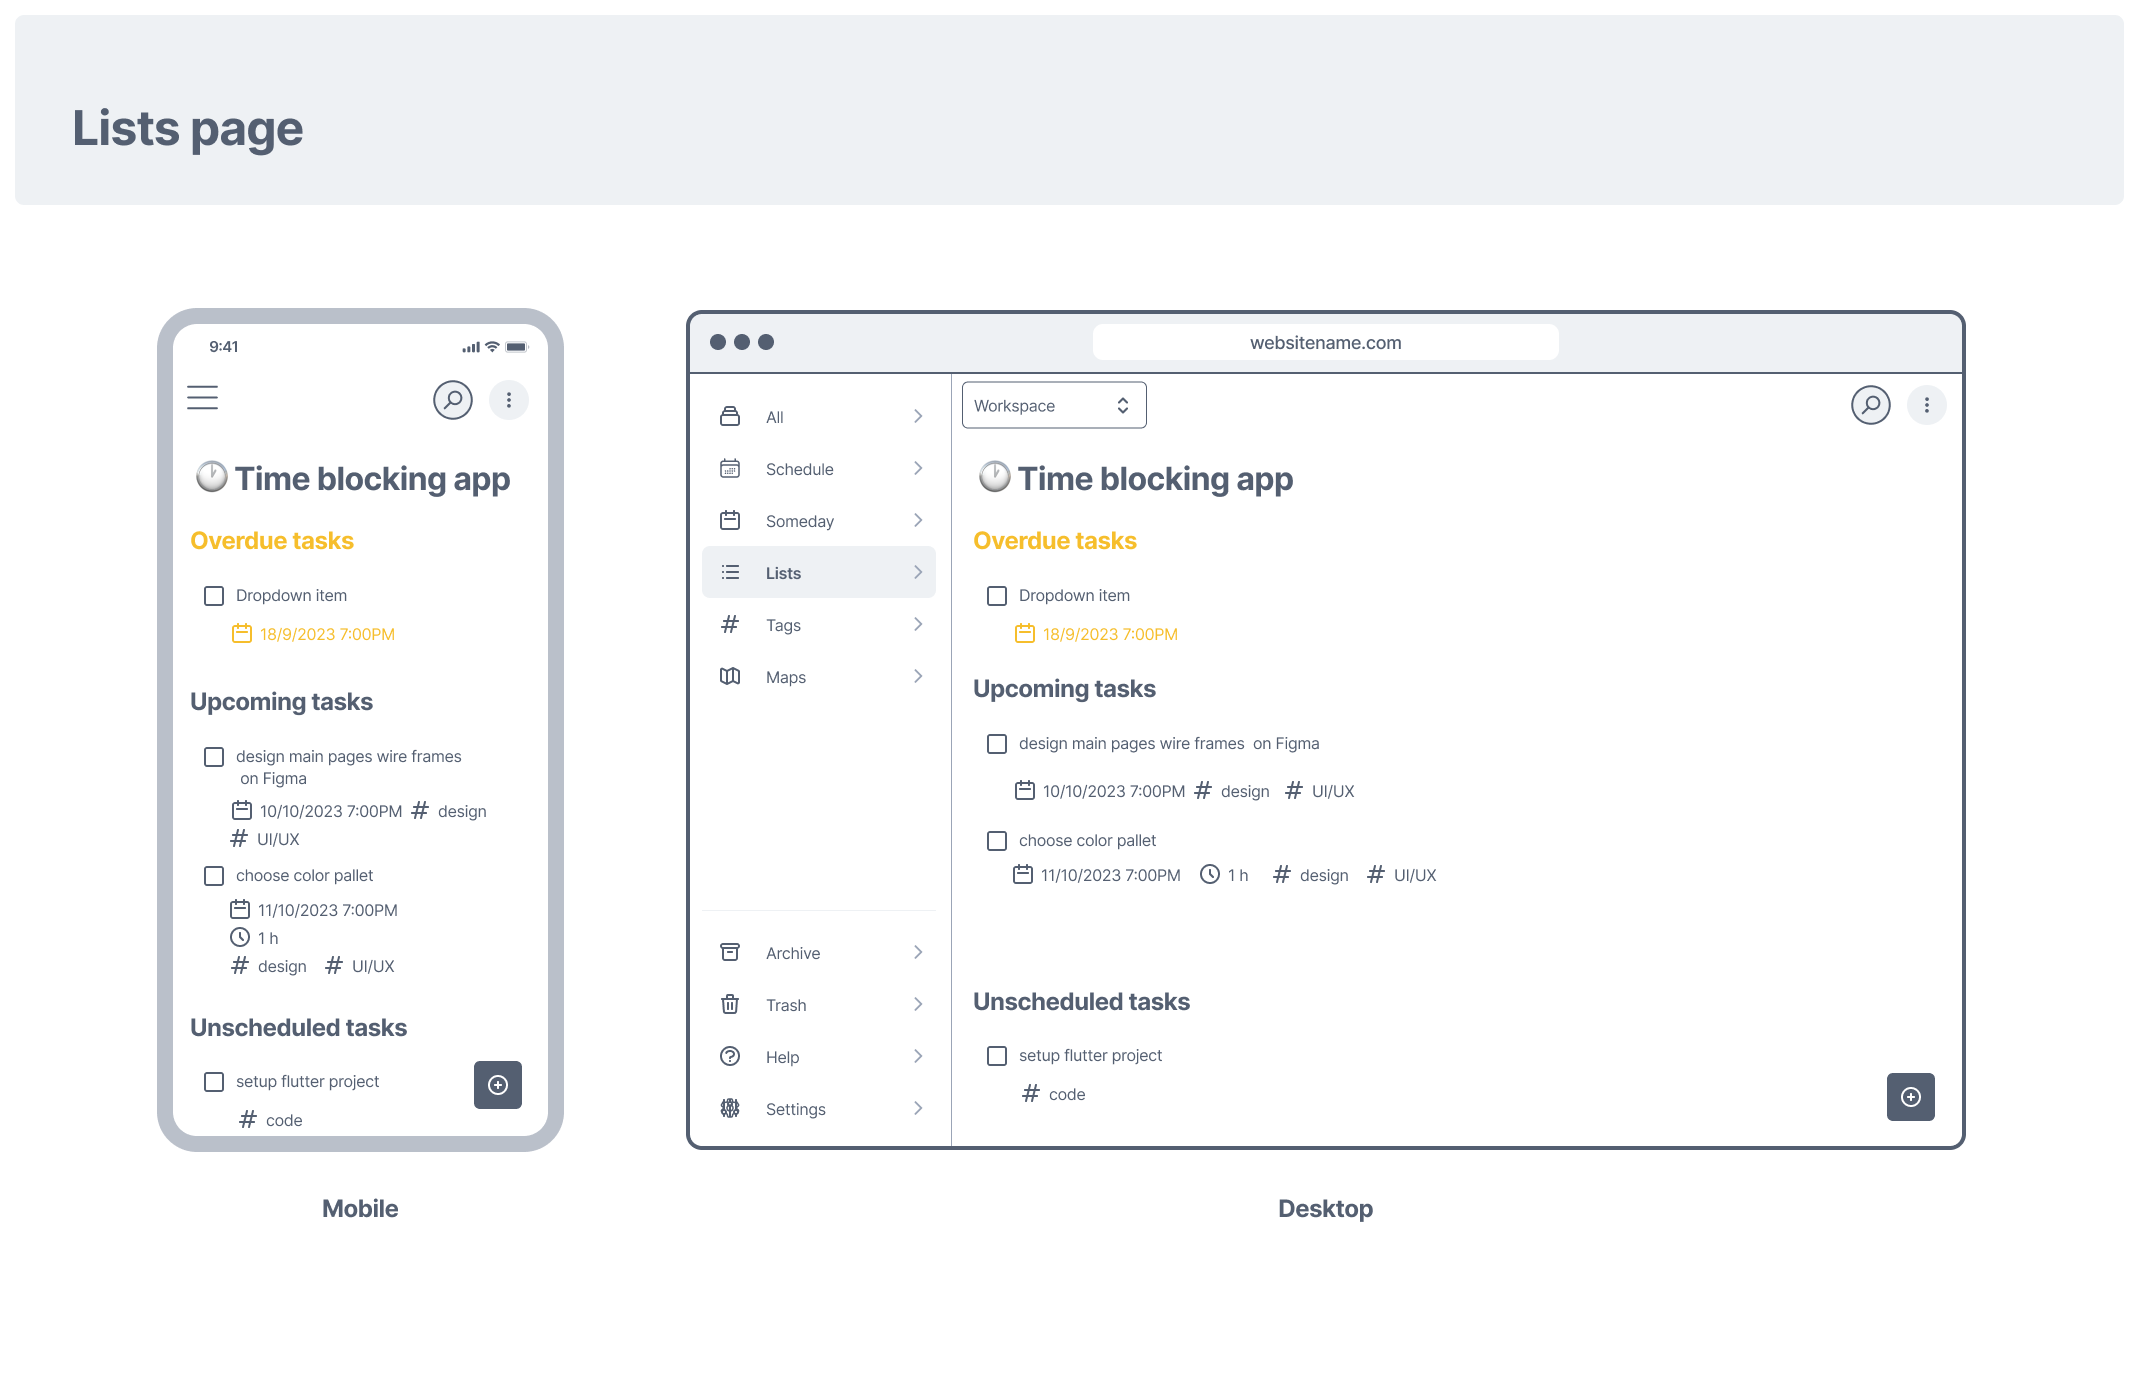 Lists page
9:41
Time blocking app
Overdue tasks
Dropdown item
18/9/2023 7:00PM
Upcoming tasks
design main pages wire frames
on Figma
10/10/2023 7:00PM # design
# UI/UX
choose color pallet
11/10/2023 7:00PM
1 h
# design # UI/UX
Unscheduled tasks
setup flutter project
# code
Mobile
websitename.com
All
Schedule
Someday
Lists
# Tags
Maps
Archive
Trash
Help
Settings
Workspace
Time blocking app
Overdue tasks
Dropdown item
18/9/2023 7:00PM
Upcoming tasks
design main pages wire frames  on Figma
10/10/2023 7:00PM # design # UI/UX
choose color pallet
11/10/2023 7:00PM 1 h # design # UI/UX
Unscheduled tasks
setup flutter project
# code
Desktop